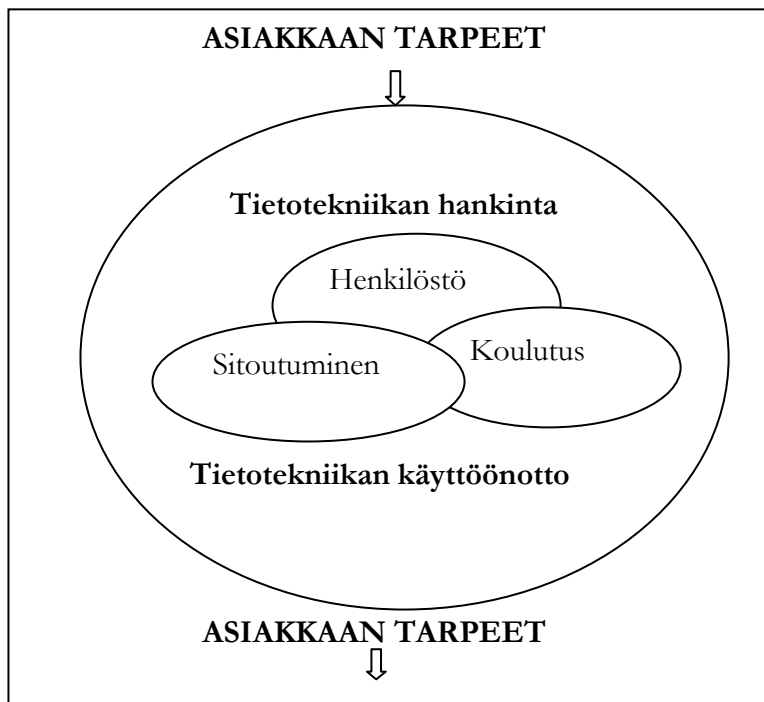 ASIAKKAAN TARPEET
Tietotekniikan hankinta
Henkilöstö
Sitoutuminen
Koulutus
Tietotekniikan käyttöönotto
ASIAKKAAN TARPEET